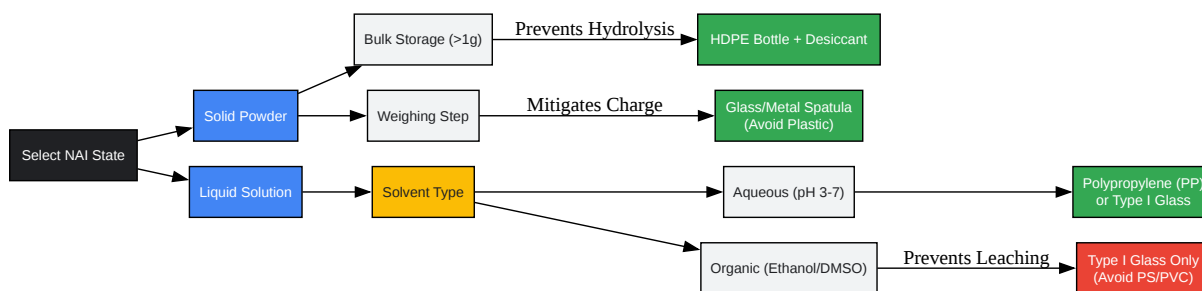 Bulk Storage (>1g)
Prevents Hydrolysis
HDPE Bottle + Desiccant
Solid Powder
Weighing Step
Mitigates Charge
Glass/Metal Spatula
(Avoid Plastic)
Select NAI State
Liquid Solution
Solvent Type
Aqueous (pH 3-7)
Polypropylene (PP)
or Type I Glass
Organic (Ethanol/DMSO)
Prevents Leaching
Type I Glass Only
(Avoid PS/PVC)